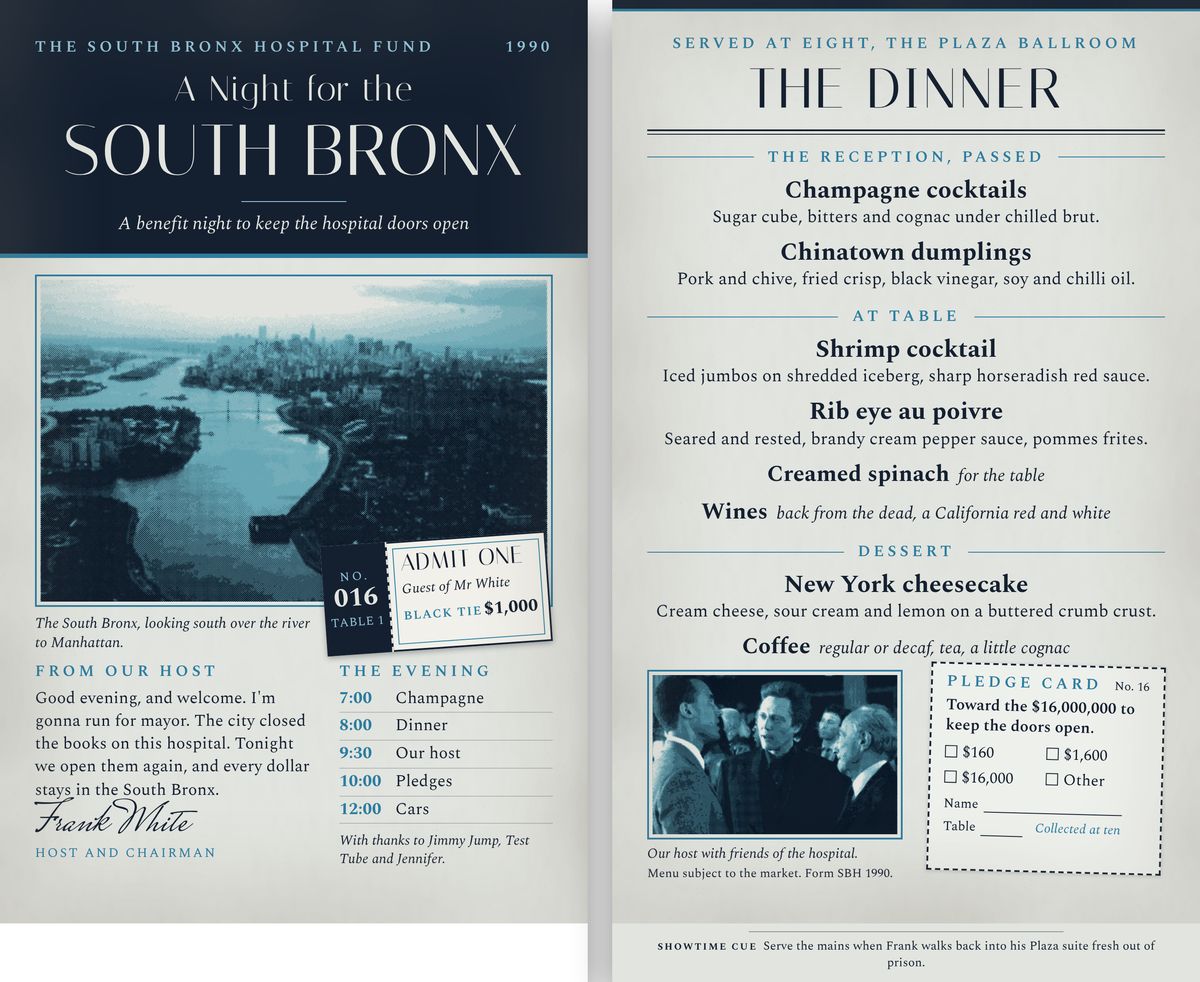 THE SOUTH BRONX HOSPITAL FUND 1990
A Night for the
SOUTH BRONX
A benefit night to keep the hospital doors open
NO.
016
TABLE 1
ADMIT ONE
Guest of Mr White
BLACK TIE $1,000
The South Bronx, looking south over the river
to Manhattan.
FROM OUR HOST
Good evening, and welcome. I'm
gonna run for mayor. The city closed
the books on this hospital. Tonight
we open them again, and every dollar
stays in the South Bronx.
Frank White
HOST AND CHAIRMAN
THE EVENING
7:00 Champagne
8:00 Dinner
9:30 Our host
10:00 Pledges
12:00 Cars
With thanks to Jimmy Jump, Test
Tube and Jennifer.
SERVED AT EIGHT, THE PLAZA BALLROOM
THE DINNER
THE RECEPTION, PASSED
Champagne cocktails
Sugar cube, bitters and cognac under chilled brut.
Chinatown dumplings
Pork and chive, fried crisp, black vinegar, soy and chilli oil.
AT TABLE
Shrimp cocktail
Iced jumbos on shredded iceberg, sharp horseradish red sauce.
Rib eye au poivre
Seared and rested, brandy cream pepper sauce, pommes frites.
Creamed spinach for the table
Wines back from the dead, a California red and white
DESSERT
New York cheesecake
Cream cheese, sour cream and lemon on a buttered crumb crust.
Coffee regular or decaf, tea, a little cognac
Our host with friends of the hospital.
Menu subject to the market. Form SBH 1990.
PLEDGE CARD No. 16
Toward the $16,000,000 to
keep the doors open.
☐ $160 ☐ $1,600
☐ $16,000 ☐ Other
Name
Table Collected at ten
SHOWTIME CUE Serve the mains when Frank walks back into his Plaza suite fresh out of
prison.